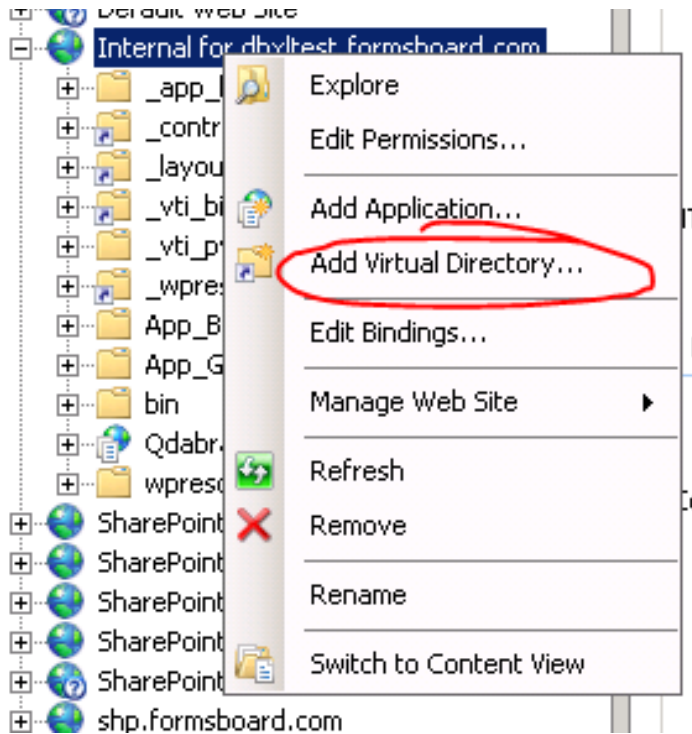 Default Web Site
Internal for dbxltest.formsboard.com
_app_
_contr
_layou
_vti_bi
_vti_p
_wpres
App_B
App_G
bin
Qdabr
wpresc
SharePoint
SharePoint
SharePoint
SharePoint
SharePoint
shp.formsboard.com
Explore
Edit Permissions...
Add Application...
Add Virtual Directory...
Edit Bindings...
Manage Web Site
Refresh
Remove
Rename
Switch to Content View